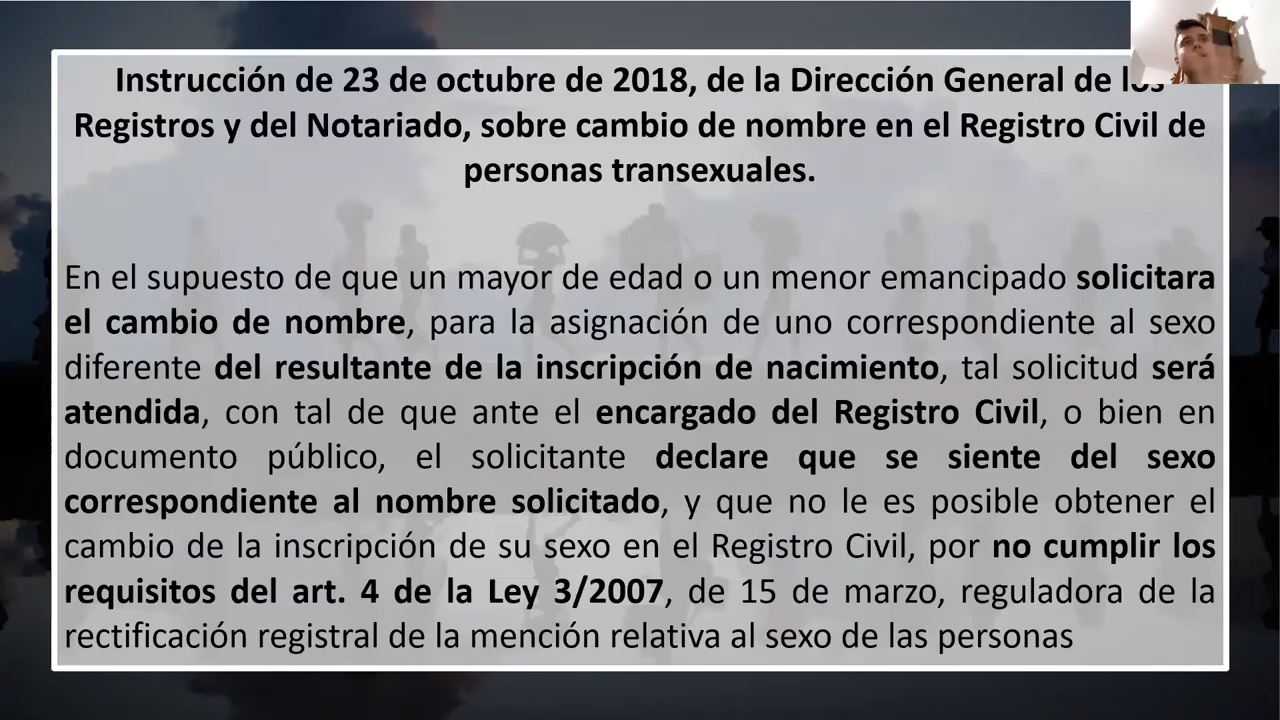 Instrucción de 23 de octubre de 2018, de la Dirección General de los
Registros y del Notariado, sobre cambio de nombre en el Registro Civil de
personas transexuales.
En el supuesto de que un mayor de edad o un menor emancipado solicitara
el cambio de nombre, para la asignación de uno correspondiente al sexo
diferente del resultante de la inscripción de nacimiento, tal solicitud será
atendida, con tal de que ante el encargado del Registro Civil, o bien en
documento público, el solicitante declare que se siente del sexo
correspondiente al nombre solicitado, y que no le es posible obtener el
cambio de la inscripción de su sexo en el Registro Civil, por no cumplir los
requisitos del art. 4 de la Ley 3/2007, de 15 de marzo, reguladora de la
rectificación registral de la mención relativa al sexo de las personas